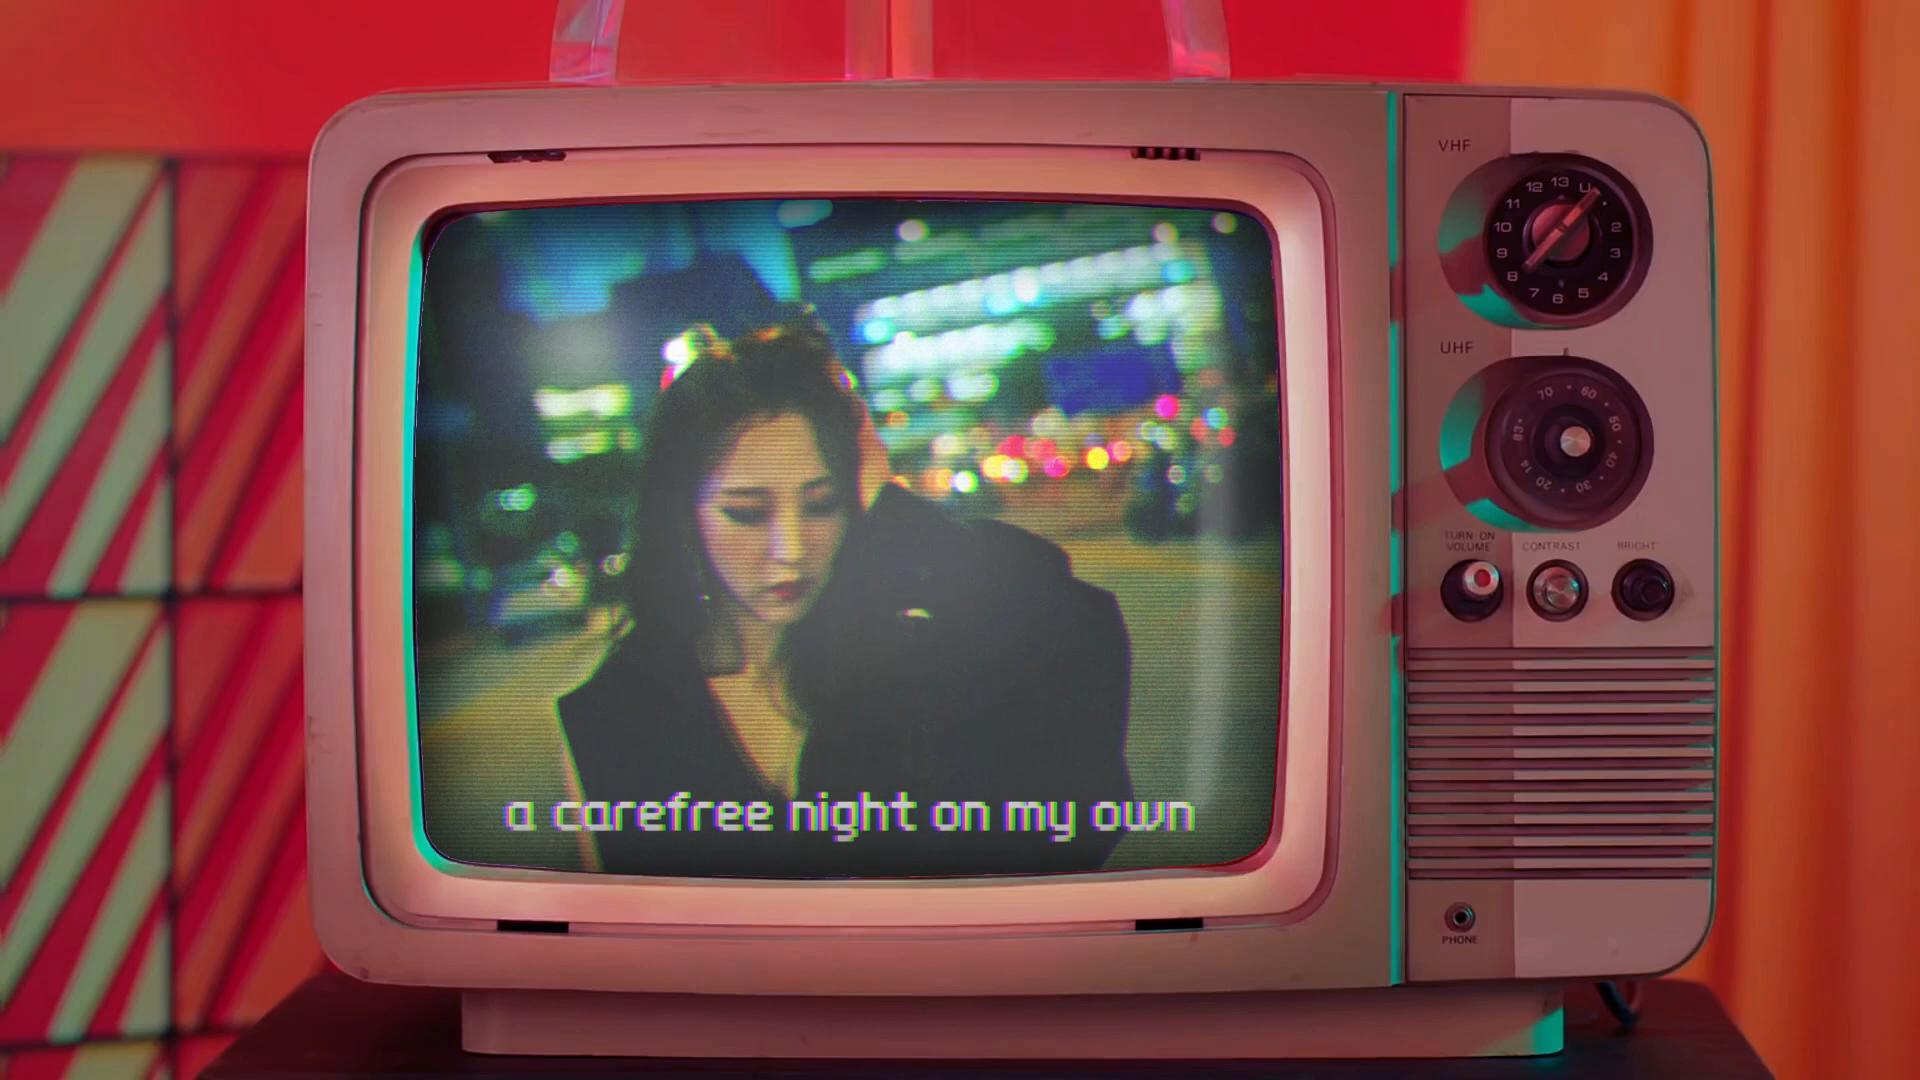 VHF
12 13 U
11
10
9
8
7 6 5
4
3
2
UHF
70 60 50 40 30 20 14 83
TURN-ON
VOLUME
CONTRAST
BRIGHT
a carefree night on my own
PHONE